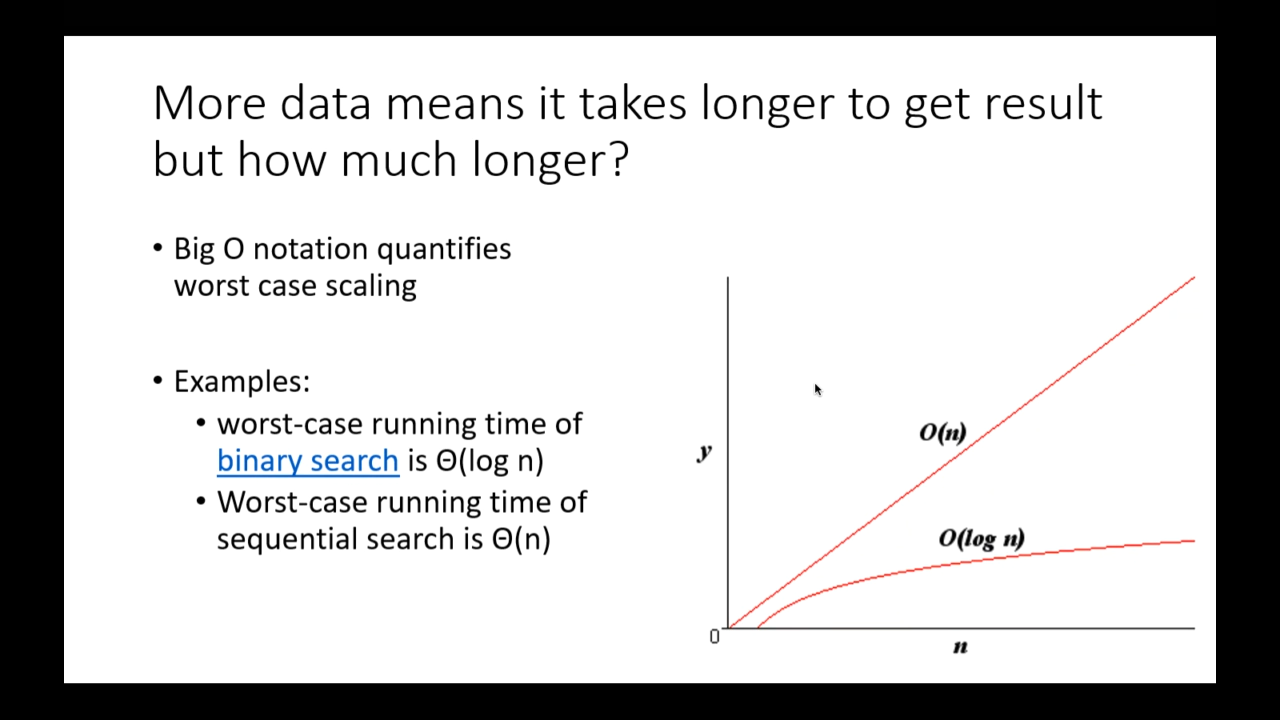 More data means it takes longer to get result
but how much longer?
• Big O notation quantifies
worst case scaling
• Examples:
• worst-case running time of
binary search is Θ(log n)
• Worst-case running time of
sequential search is Θ(n)
O(n)
y
O(log n)
0
n